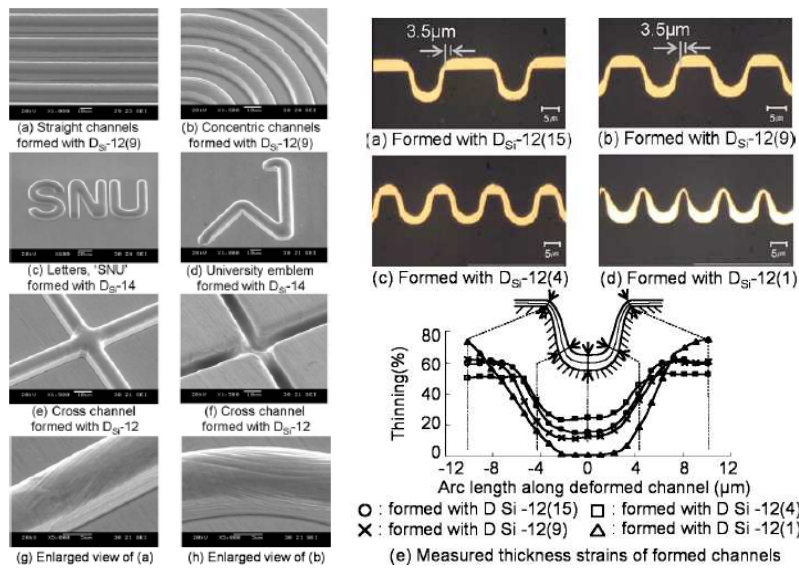 (a) Straight channels
formed with DSi-12(9)
(b) Concentric channels
formed with DSi-12(9)
SNU
(c) Letters, 'SNU'
formed with DSi-14
(d) University emblem
formed with DSi-14
(e) Cross channel
formed with DSi-12
(f) Cross channel
formed with DSi-12
(g) Enlarged view of (a)
(h) Enlarged view of (b)
3.5μm
5μm
(a) Formed with DSi-12(15)
3.5μm
5μm
(b) Formed with DSi-12(9)
5μm
(c) Formed with DSi-12(4)
5μm
(d) Formed with DSi-12(1)
Thinning(%)
80
60
40
20
0
-12 -8 -4 0 4 8 12
Arc length along deformed channel (μm)
: formed with D Si -12(15)
: formed with D Si -12(4)
: formed with D Si -12(9)
: formed with D Si -12(1)
(e) Measured thickness strains of formed channels